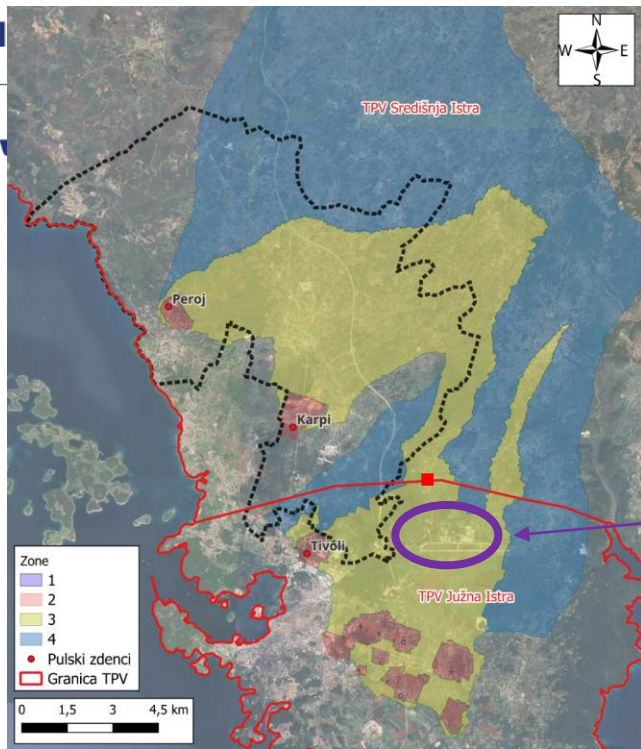 N
W E
S
TPV Središnja Istra
Peroj
Karpi
Tivoli
TPV Južna Istra
Zone
1
2
3
4
Pulski zdenci
Granica TPV
0 1,5 3 4,5 km